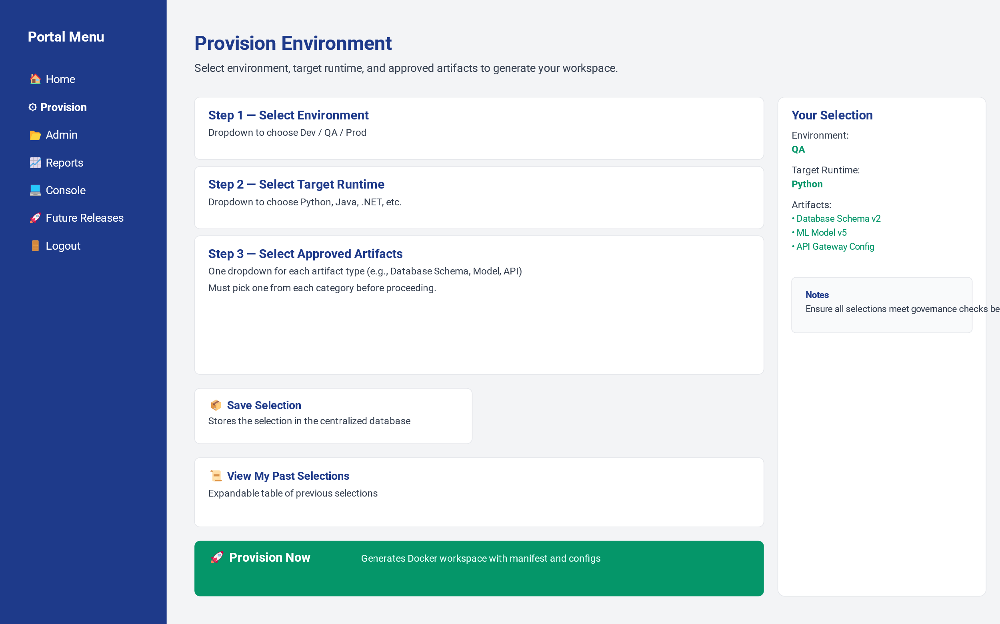 Portal Menu
🏠 Home
⚙ Provision
📂 Admin
📈 Reports
💻 Console
🚀 Future Releases
🚪 Logout
Provision Environment
Select environment, target runtime, and approved artifacts to generate your workspace.
Step 1 — Select Environment
Dropdown to choose Dev / QA / Prod
Step 2 — Select Target Runtime
Dropdown to choose Python, Java, .NET, etc.
Step 3 — Select Approved Artifacts
One dropdown for each artifact type (e.g., Database Schema, Model, API)
Must pick one from each category before proceeding.
📦 Save Selection
Stores the selection in the centralized database
📜 View My Past Selections
Expandable table of previous selections
🚀 Provision Now Generates Docker workspace with manifest and configs
Your Selection
Environment:
QA
Target Runtime:
Python
Artifacts:
• Database Schema v2
• ML Model v5
• API Gateway Config
Notes
Ensure all selections meet governance checks be